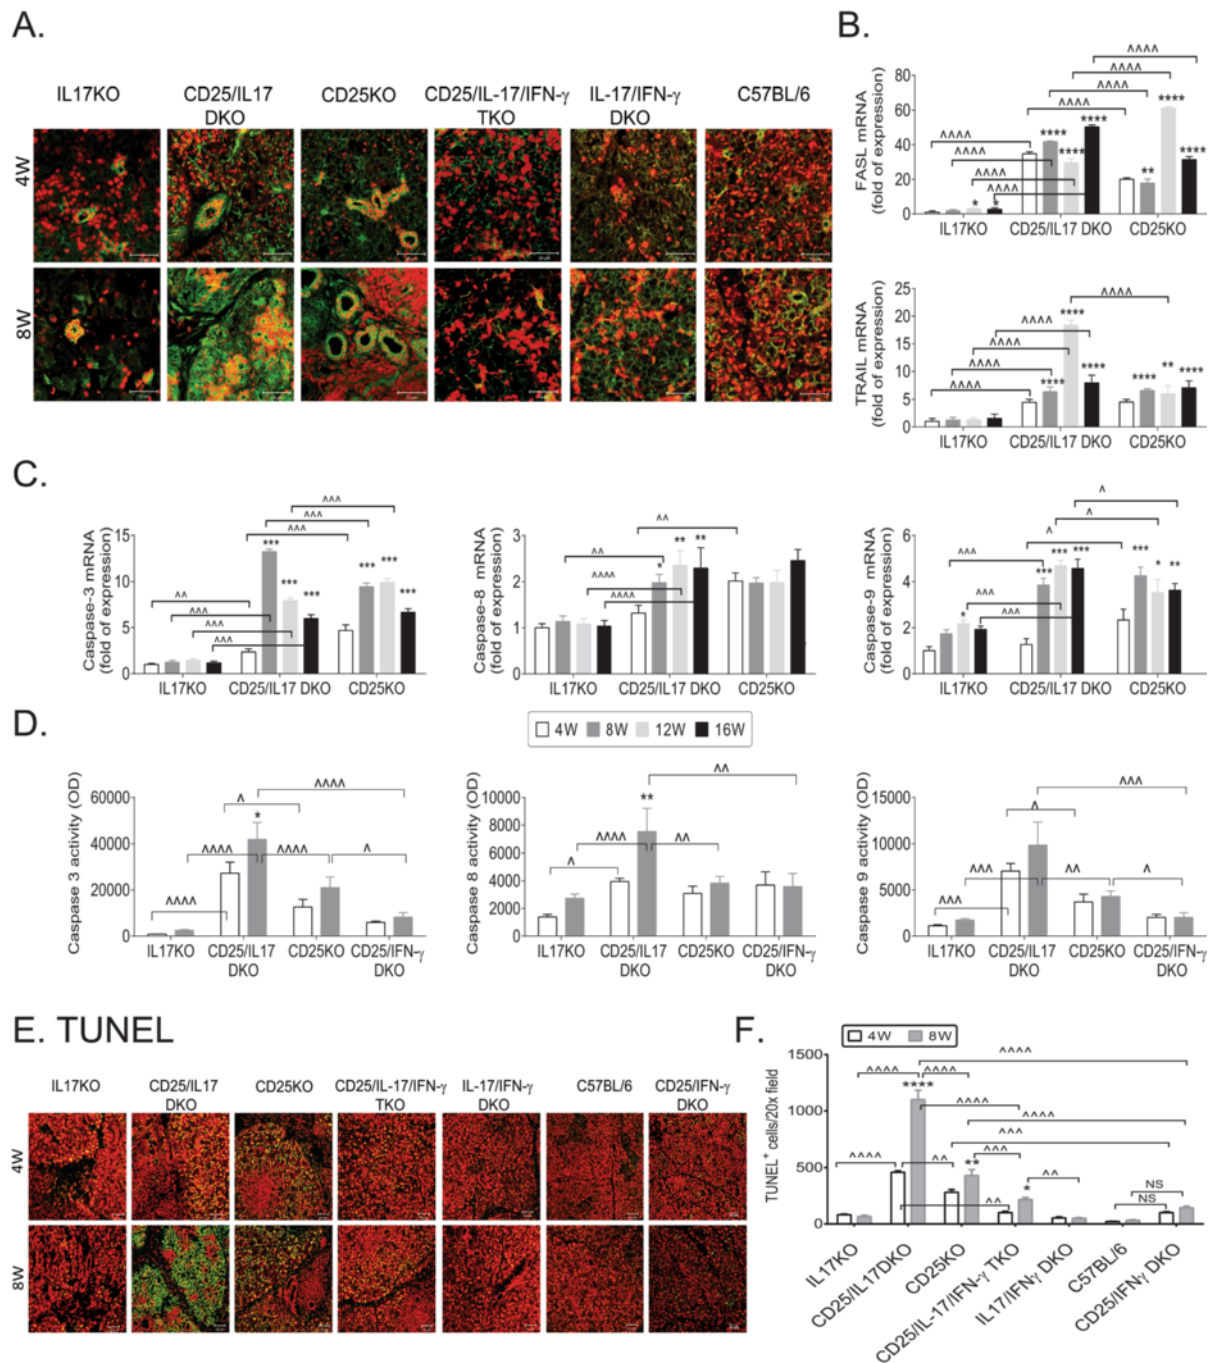 A.
IL17KO CD25/IL17 DKO CD25KO CD25/IL-17/IFN-γ TKO IL-17/IFN-γ DKO C57BL/6
4W
8W
B.
FASL mRNA
(fold of expression)
80
60
40
20
0
^^^^
^^^^
^^^^
^^^^
^^^^
^^^^
^^^^
* * **** **** **** ** **** ****
IL17KO CD25/IL17 DKO CD25KO
TRAIL mRNA
(fold of expression)
25
20
15
10
5
0
^^^^
^^^^
^^^^
^^^^
^^^^
**** **** **** **** ** ****
IL17KO CD25/IL17 DKO CD25KO
C.
Caspase-3 mRNA
(fold of expression)
15
10
5
0
^^^
^^^
^^^
^^
^^^
^^^
^^^
*** *** *** *** *** ***
IL17KO CD25/IL17 DKO CD25KO
Caspase-8 mRNA
(fold of expression)
3
2
1
0
^^
^^
^^^^
^^^^
* ** **
IL17KO CD25/IL17 DKO CD25KO
Caspase-9 mRNA
(fold of expression)
6
4
2
0
^
^
^
^^^
^^^
^^^
* *** *** *** *** * **
IL17KO CD25/IL17 DKO CD25KO
4W 8W 12W 16W
D.
Caspase 3 activity (OD)
60000
40000
20000
0
^^^^
^
*
^^^^ ^^^^ ^
^^^^
IL17KO CD25/IL17 DKO CD25KO CD25/IFN-γ DKO
Caspase 8 activity (OD)
10000
8000
6000
4000
2000
0
^^
**
^^^^ ^^
^
IL17KO CD25/IL17 DKO CD25KO CD25/IFN-γ DKO
Caspase 9 activity (OD)
15000
10000
5000
0
^^^
^
^^^ ^^ ^
^^^
IL17KO CD25/IL17 DKO CD25KO CD25/IFN-γ DKO
E. TUNEL
IL17KO CD25/IL17 DKO CD25KO CD25/IL-17/IFN-γ TKO IL-17/IFN-γ DKO C57BL/6 CD25/IFN-γ DKO
4W
8W
F.
4W 8W
TUNEL+ cells/20x field
1500
1000
500
0
^^^^
^^^^ ^^^^
****
^^^^
^^^^
^^^
^^^^ ^^ ^^^
** ^^
NS
NS
^^ *
IL17KO
CD25/IL17DKO
CD25KO
CD25/IL-17/IFN-γ TKO
IL17/IFNγ DKO
C57BL/6
CD25/IFNγ DKO